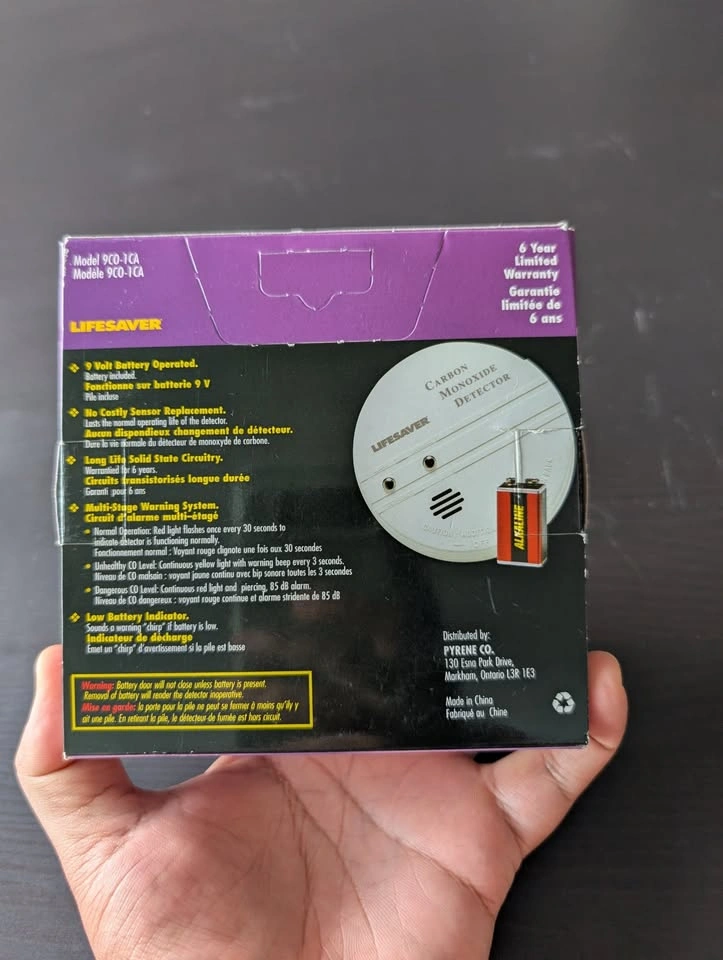 Model 9CO-1CA
Modèle 9CO-1CA
LIFESAVER
6 Year
Limited
Warranty
Garantie
limitée de
6 ans
9 Volt Battery Operated.
Battery included.
Fonctionne sur batterie 9 V
Pile incluse
No Costly Sensor Replacement.
Lasts the normal operating life of the detector.
Aucun dispendieux changement de détecteur.
Dure la vie normale du détecteur de monoxyde de carbone.
Long Life Solid State Circuitry.
Warrantied for 6 years.
Circuits transistorisés longue durée
Garanti pour 6 ans
Multi-Stage Warning System.
Circuit d'alarme multi-étagé
Normal Operation: Red light flashes once every 30 seconds to
indicate detector is functioning normally.
Fonctionnement normal : Voyant rouge clignote une fois aux 30 secondes
Unhealthy CO Level: Continuous yellow light with warning beep every 3 seconds.
Niveau de CO malsain : voyant jaune continu avec bip sonore toutes les 3 secondes
Dangerous CO Level: Continuous red light and piercing, 85 dB alarm.
Niveau de CO dangereux : voyant rouge continue et alarme stridente de 85 dB
Low Battery Indicator.
Sounds a warning "chirp" if battery is low.
Indicateur de décharge
Émet un "chirp" d'avertissement si la pile est basse
Warning: Battery door will not close unless battery is present.
Removal of battery will render the detector inoperative.
Mise en garde: la porte pour la pile ne peut se fermer à moins qu'ily y
ait une pile. En retirant la pile, le détecteur de fumée est hors circuit.
CARBON
MONOXIDE
DETECTOR
LIFESAVER
ALKALINE
Distributed by:
PYRENE CO.
130 Esna Park Drive,
Markham, Ontario L3R 1E3
Made in China
Fabriqué au Chine